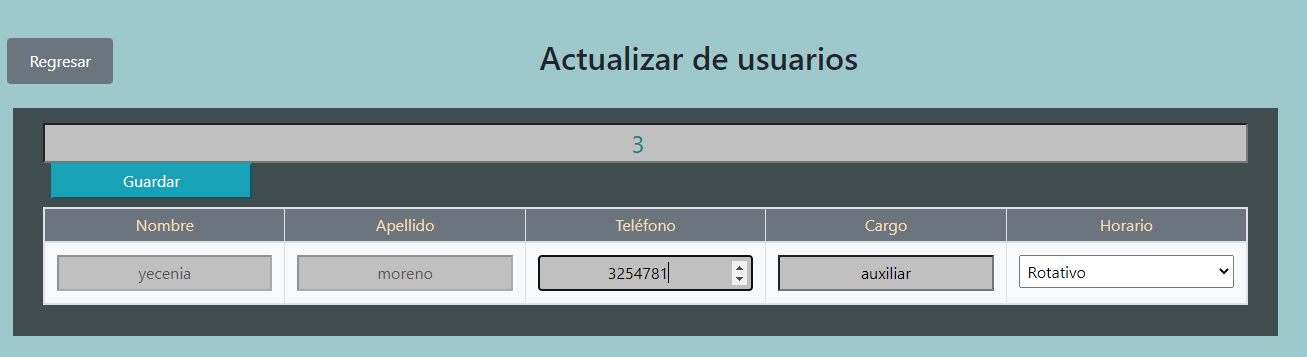 Regresar
Actualizar de usuarios
3
Guardar
Nombre Apellido Teléfono Cargo Horario
yecenia moreno 3254781 auxiliar Rotativo